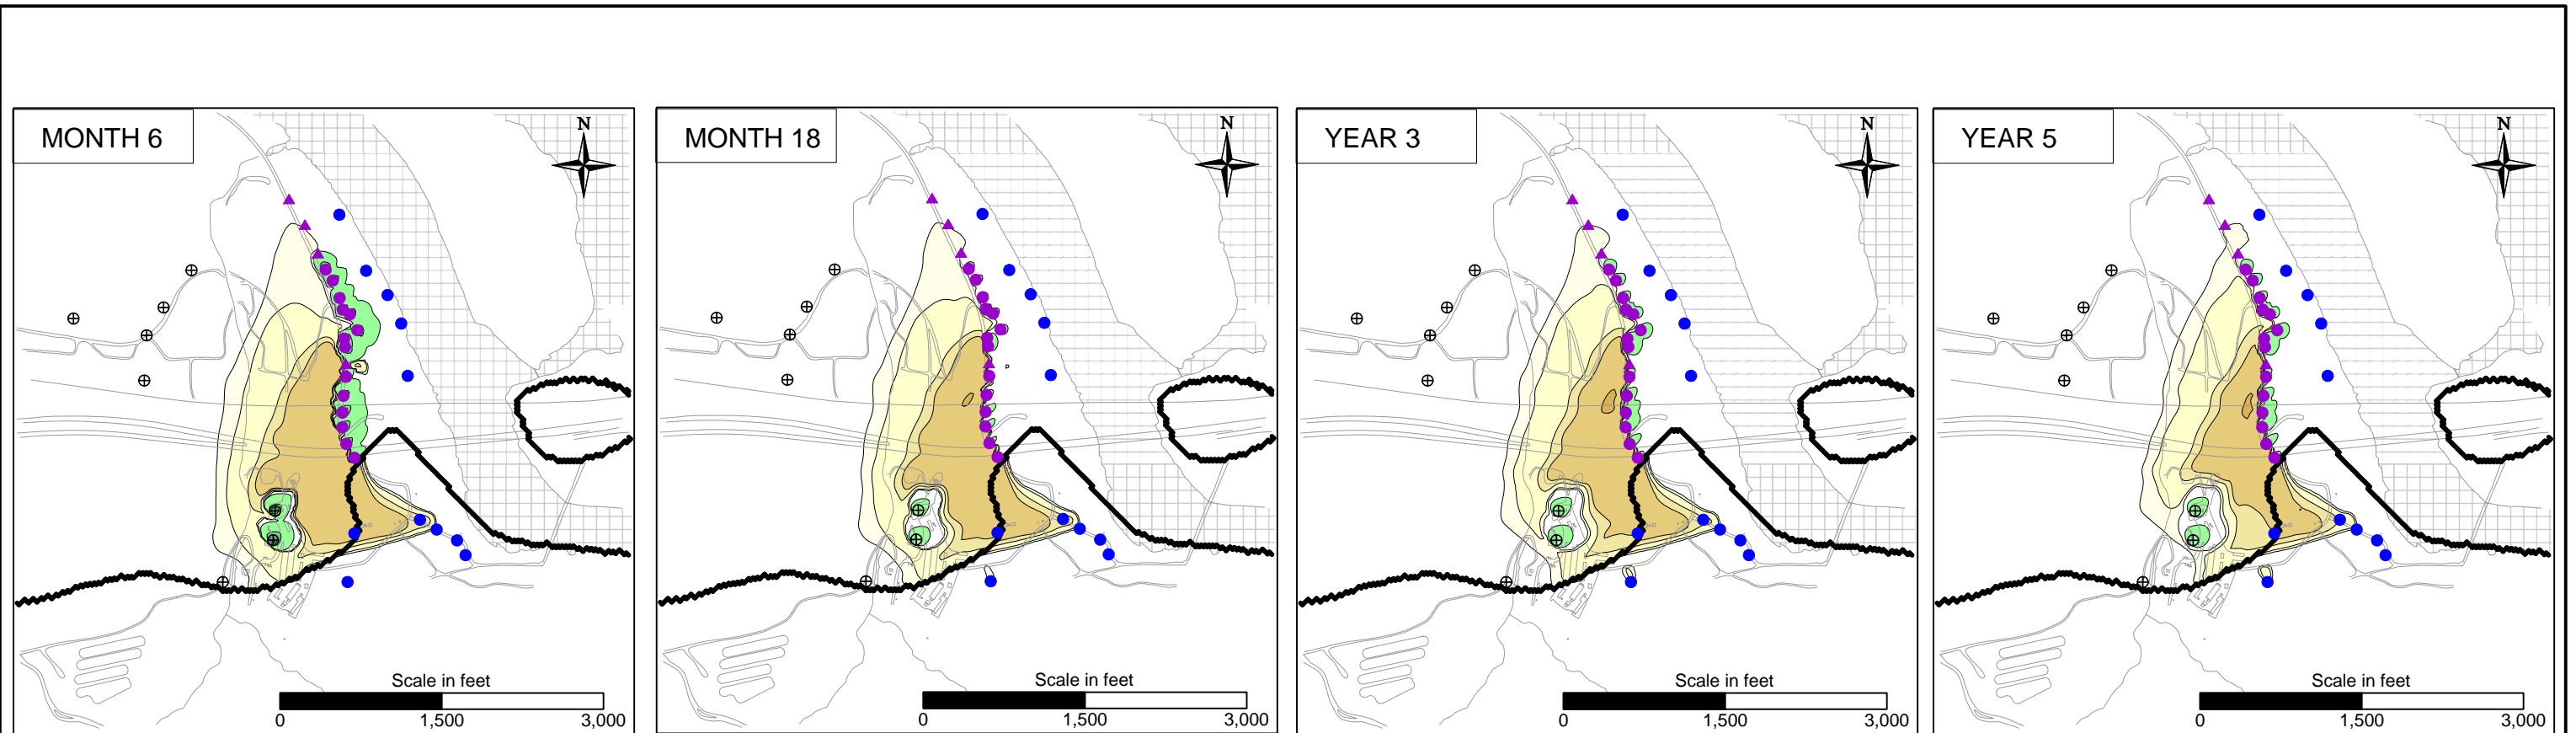 MONTH 6
N
Scale in feet
0 1,500 3,000
MONTH 18
N
Scale in feet
0 1,500 3,000
YEAR 3
N
Scale in feet
0 1,500 3,000
YEAR 5
N
Scale in feet
0 1,500 3,000